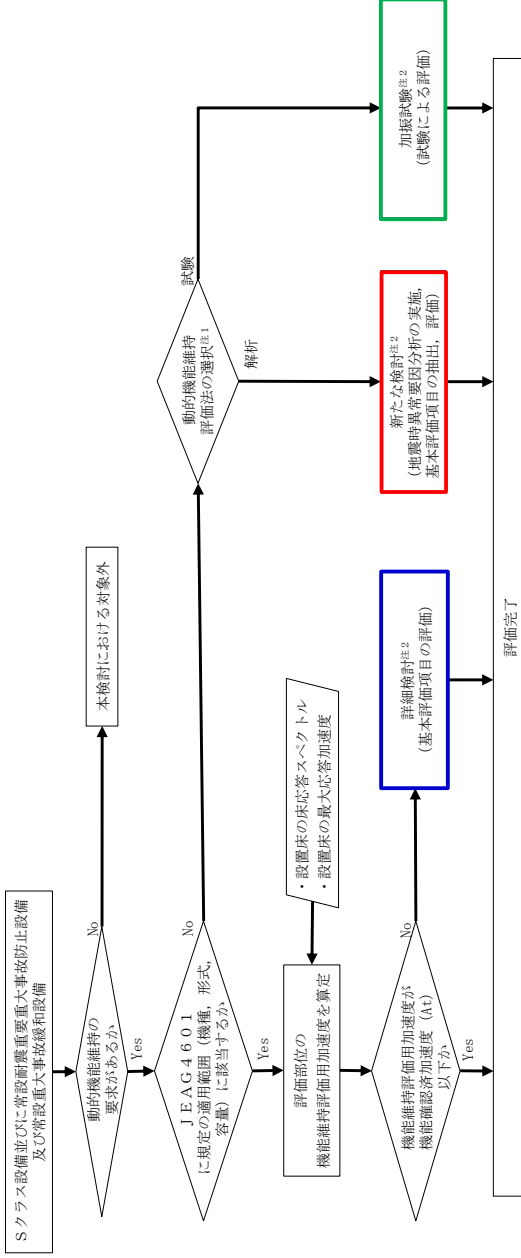 Sクラス設備並びに常設耐震重要重大事故防止設備
及び常設重大事故緩和設備
動的機能維持の
要求があるか
No
本検討における対象外
Yes
JEAG4601
に規定の適用範囲（機種，形式，
容量）に該当するか
No
動的機能維持
評価法の選択注1
試験
解析
Yes
・設置床の床応答スペクトル
・設置床の最大応答加速度
評価部位の
機能維持評価用加速度を算定
機能維持評価用加速度が
機能確認済加速度（At）
以下か
No
詳細検討注2
（基本評価項目の評価）
新たな検討注2
（地震時異常要因分析の実施，
基本評価項目の抽出，評価）
加振試験注2
（試験による評価）
Yes
評価完了